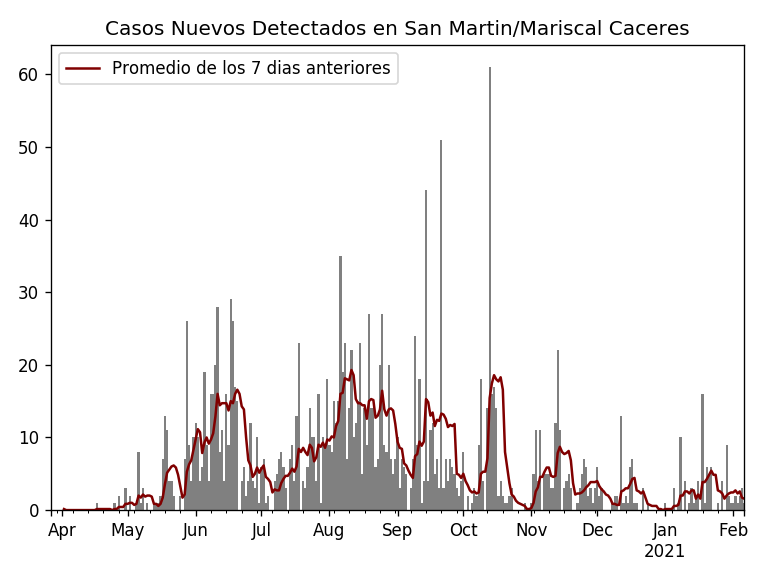 Casos Nuevos Detectados en San Martin/Mariscal Caceres
Promedio de los 7 dias anteriores
60
50
40
30
20
10
0
Apr May Jun Jul Aug Sep Oct Nov Dec Jan Feb
2021